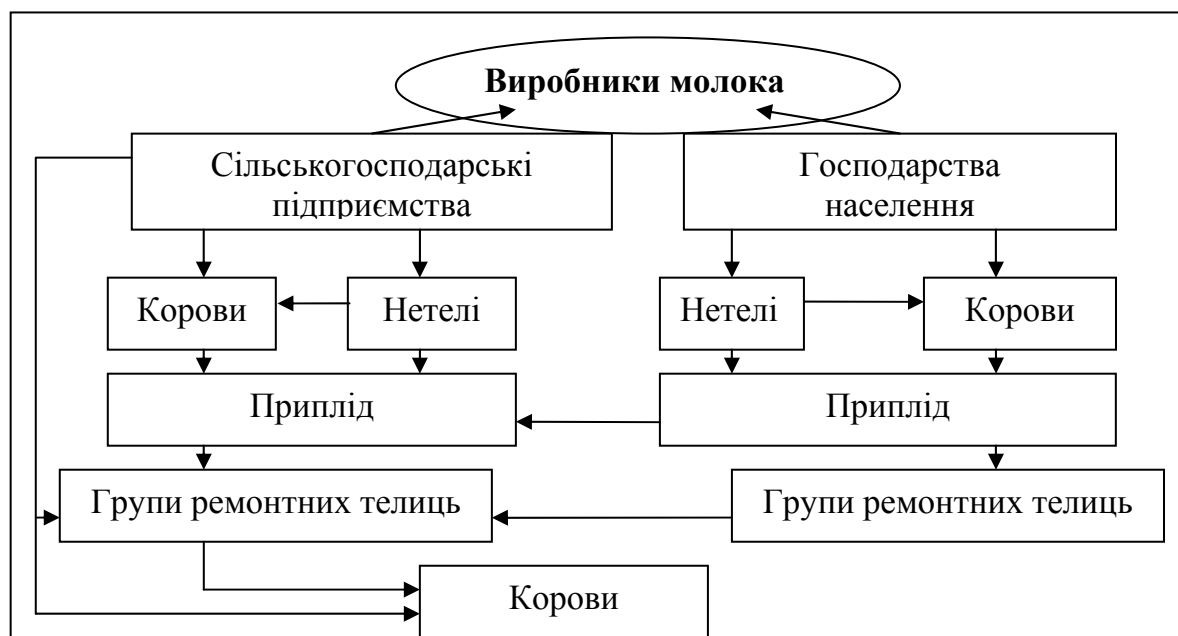 Виробники молока
Сільськогосподарські
підприємства
Господарства
населення
Корови
Нетелі
Нетелі
Корови
Приплід
Приплід
Групи ремонтних телиць
Групи ремонтних телиць
Корови